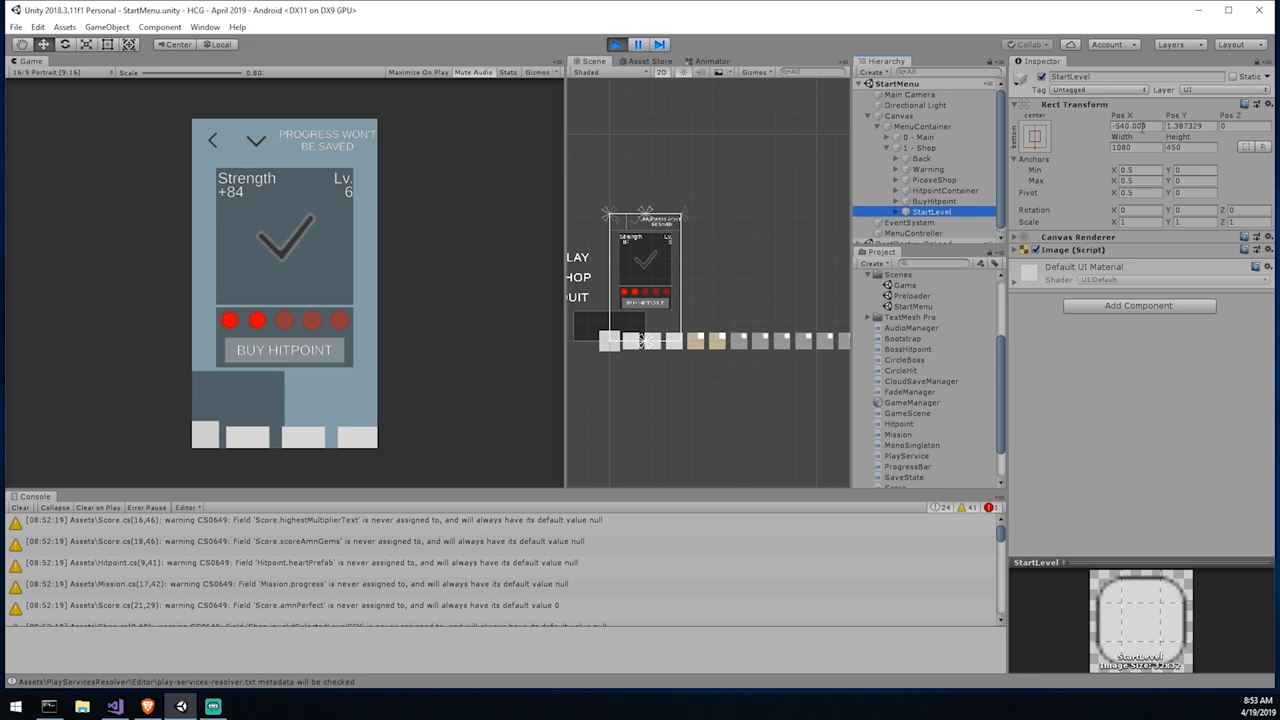 Unity 2018.3.11f1 Personal - StartMenu.unity - HCG - April 2019 - Android <DX11 on DX9 GPU>
File Edit Assets GameObject Component Window Help
Center Local Collab Account Layers Layout
Game Scene Asset Store Animator Hierarchy Inspector
16:9 Portrait (9:16) Scale 0.80: Maximize On Play Mute Audio Stats Gizmos Shaded 2D Gizmos All Create All
StartLevel Static
Tag Untagged Layer UI
StartMenu
Main Camera
Directional Light
Canvas
MenuContainer
0 - Main
1 - Shop
Back
Warning
PicaxeShop
HitpointContainer
BuyHitpoint
StartLevel
EventSystem
MenuController
Rect Transform
center
bottom
Pos X Pos Y Pos Z
-540.009 1.387329 0
Width Height
1080 450
R
Anchors
Min X 0.5 Y 0
Max X 0.5 Y 0
Pivot X 0.5 Y 0
Rotation X 0 Y 0 Z 0
Scale X 1 Y 1 Z 1
Canvas Renderer
Image (Script)
Default UI Material
Shader UI/Default
Add Component
PROGRESS WON'T
BE SAVED
Strength Lv.
+84 6
BUY HITPOINT
LAY
HOP
UIT
PROGRESS WON'T
BE SAVED
Strength Lv.
BUY HITPOINT
Project
Create
Scenes
Game
Preloader
StartMenu
TextMesh Pro
AudioManager
Bootstrap
BossHitpoint
CircleBoss
CircleHit
CloudSaveManager
FadeManager
GameManager
GameScene
Hitpoint
Mission
MonoSingleton
PicaxeShop
PlayService
ProgressBar
SaveState
Console
Clear Collapse Clear on Play Error Pause Editor 24 41 1
[08:52:19] Assets\Score.cs(16,46): warning CS0649: Field 'Score.highestMultiplierText' is never assigned to, and will always have its default value null
[08:52:19] Assets\Score.cs(18,46): warning CS0649: Field 'Score.scoreAmnGems' is never assigned to, and will always have its default value null
[08:52:19] Assets\Hitpoint.cs(9,41): warning CS0649: Field 'Hitpoint.heartPrefab' is never assigned to, and will always have its default value null
[08:52:19] Assets\Mission.cs(17,42): warning CS0649: Field 'Mission.progress' is never assigned to, and will always have its default value null
[08:52:19] Assets\Score.cs(21,29): warning CS0649: Field 'Score.amnPerfect' is never assigned to, and will always have its default value 0
StartLevel
StartLevel
Image Size: 32x32
Assets\PlayServicesResolver\Editor\play-services-resolver.txt metadata will be checked
8:53 AM
4/19/2019